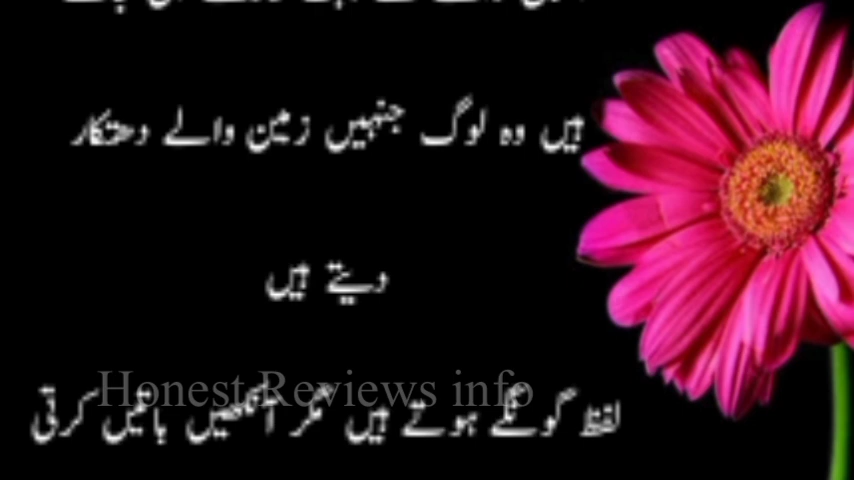 ہیں وہ لوگ جنہیں زمین والے دھتکار
دیتے ہیں
Honest Reviews info
لفظ گونگے ہوتے ہیں مگر آنکھیں باتیں کرتی